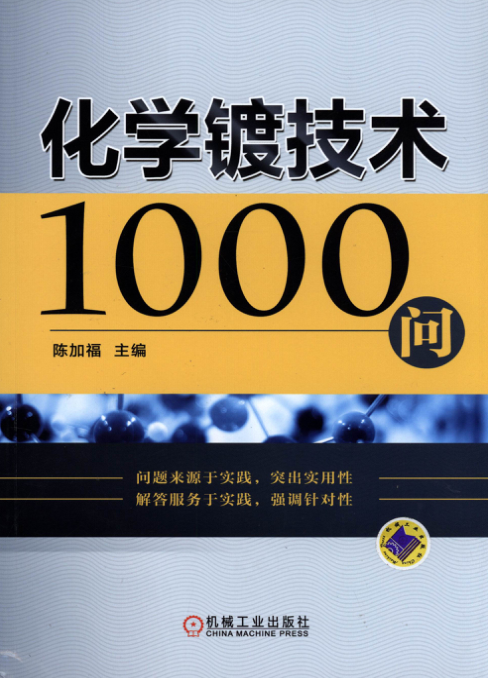 化学镀技术
1000
问
陈加福 主编
问题来源于实践，突出实用性
解答服务于实践，强调针对性
机械工业出版社
CHINA MACHINE PRESS